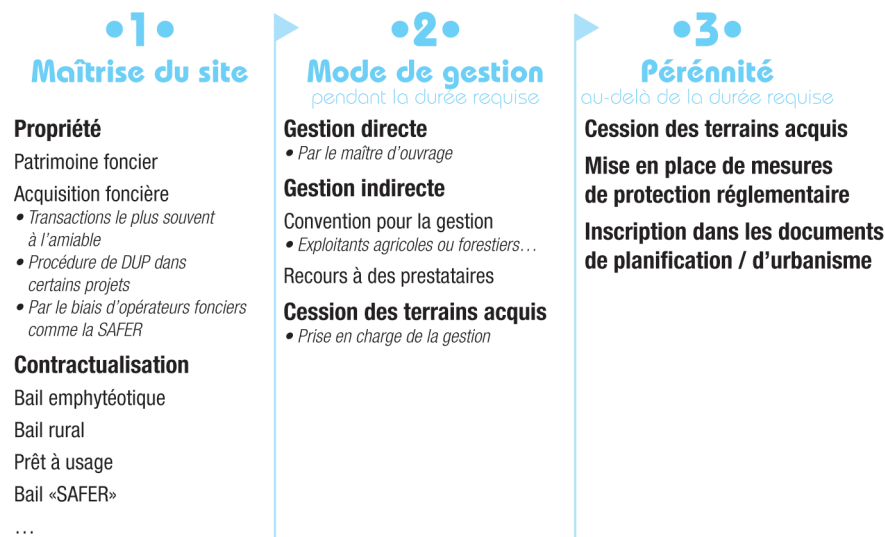 •1•
Maîtrise du site
Propriété
Patrimoine foncier
Acquisition foncière
• Transactions le plus souvent
à l'amiable
• Procédure de DUP dans
certains projets
• Par le biais d'opérateurs fonciers
comme la SAFER
Contractualisation
Bail emphytéotique
Bail rural
Prêt à usage
Bail «SAFER»
…
•2•
Mode de gestion
pendant la durée requise
Gestion directe
• Par le maître d'ouvrage
Gestion indirecte
Convention pour la gestion
• Exploitants agricoles ou forestiers…
Recours à des prestataires
Cession des terrains acquis
• Prise en charge de la gestion
•3•
Pérénnité
au-delà de la durée requise
Cession des terrains acquis
Mise en place de mesures
de protection réglementaire
Inscription dans les documents
de planification / d'urbanisme